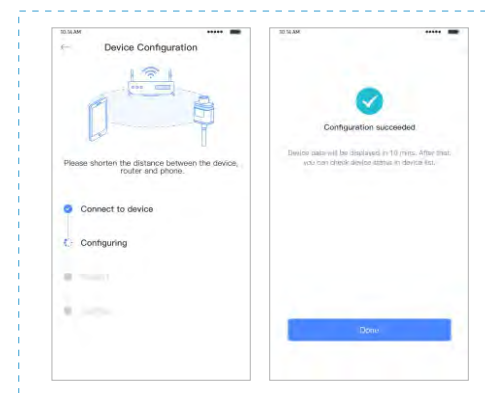 10:14 AM
Device Configuration
Please shorten the distance between the device,
router and phone.
Connect to device
Configuring
10:14 AM
Configuration succeeded
Device data will be displayed in 10 mins. After that,
you can check device status in device list.
Done